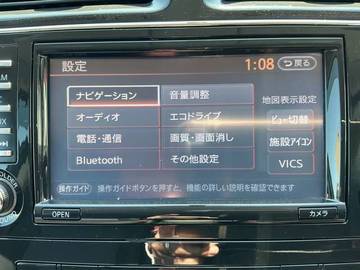 設定
1:08
戻る
ナビゲーション
音量調整
オーディオ
エコドライブ
電話・通信
画質・画面消し
Bluetooth
その他設定
地図表示設定
ビュー切替
施設アイコン
VICS
操作ガイド
操作ガイドボタンを押すと、機能の詳しい説明を確認できます
OPEN
カメラ